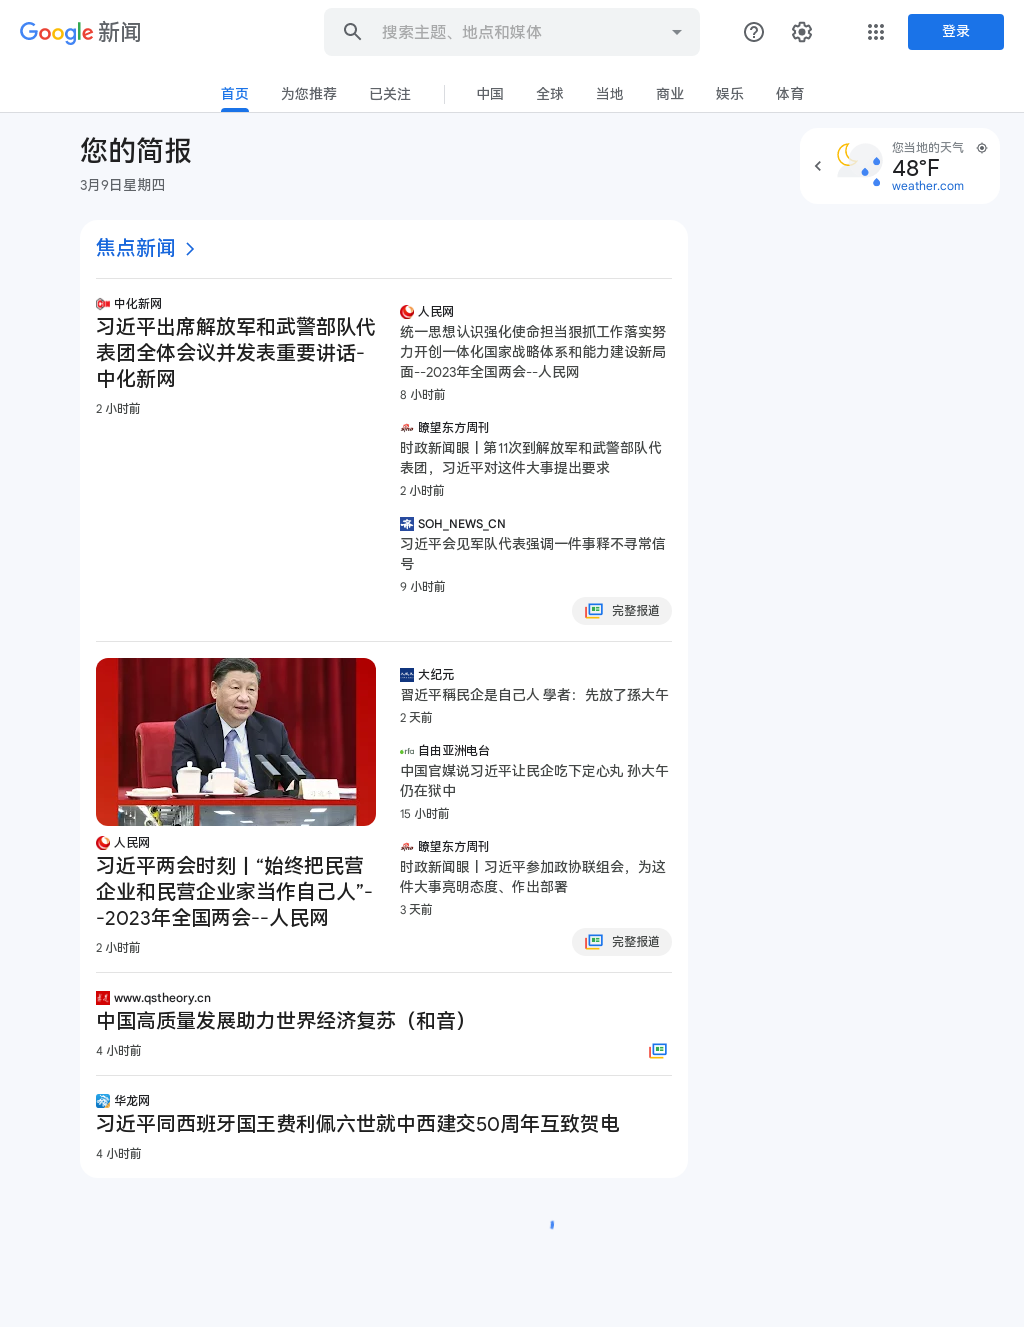 Google 新闻
搜索主题、地点和媒体
登录
首页
为您推荐
已关注
中国
全球
当地
商业
娱乐
体育
您的简报
3月9日星期四
您当地的天气
48°F
weather.com
焦点新闻
中化新网
习近平出席解放军和武警部队代
表团全体会议并发表重要讲话-
中化新网
2 小时前
人民网
统一思想认识强化使命担当狠抓工作落实努
力开创一体化国家战略体系和能力建设新局
面--2023年全国两会--人民网
8 小时前
瞭望东方周刊
时政新闻眼丨第11次到解放军和武警部队代
表团，习近平对这件大事提出要求
2 小时前
SOH_NEWS_CN
习近平会见军队代表强调一件事释不寻常信
号
9 小时前
完整报道
人民网
习近平两会时刻丨“始终把民营
企业和民营企业家当作自己人”-
-2023年全国两会--人民网
2 小时前
大纪元
習近平稱民企是自己人 學者：先放了孫大午
2 天前
rfa 自由亚洲电台
中国官媒说习近平让民企吃下定心丸 孙大午
仍在狱中
15 小时前
瞭望东方周刊
时政新闻眼丨习近平参加政协联组会，为这
件大事亮明态度、作出部署
3 天前
完整报道
www.qstheory.cn
中国高质量发展助力世界经济复苏（和音）
4 小时前
华龙网
习近平同西班牙国王费利佩六世就中西建交50周年互致贺电
4 小时前